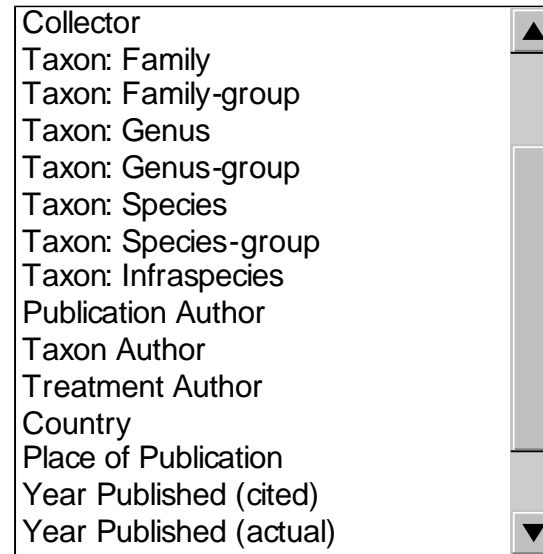 Collector
Taxon: Family
Taxon: Family-group
Taxon: Genus
Taxon: Genus-group
Taxon: Species
Taxon: Species-group
Taxon: Infraspecies
Publication Author
Taxon Author
Treatment Author
Country
Place of Publication
Year Published (cited)
Year Published (actual)